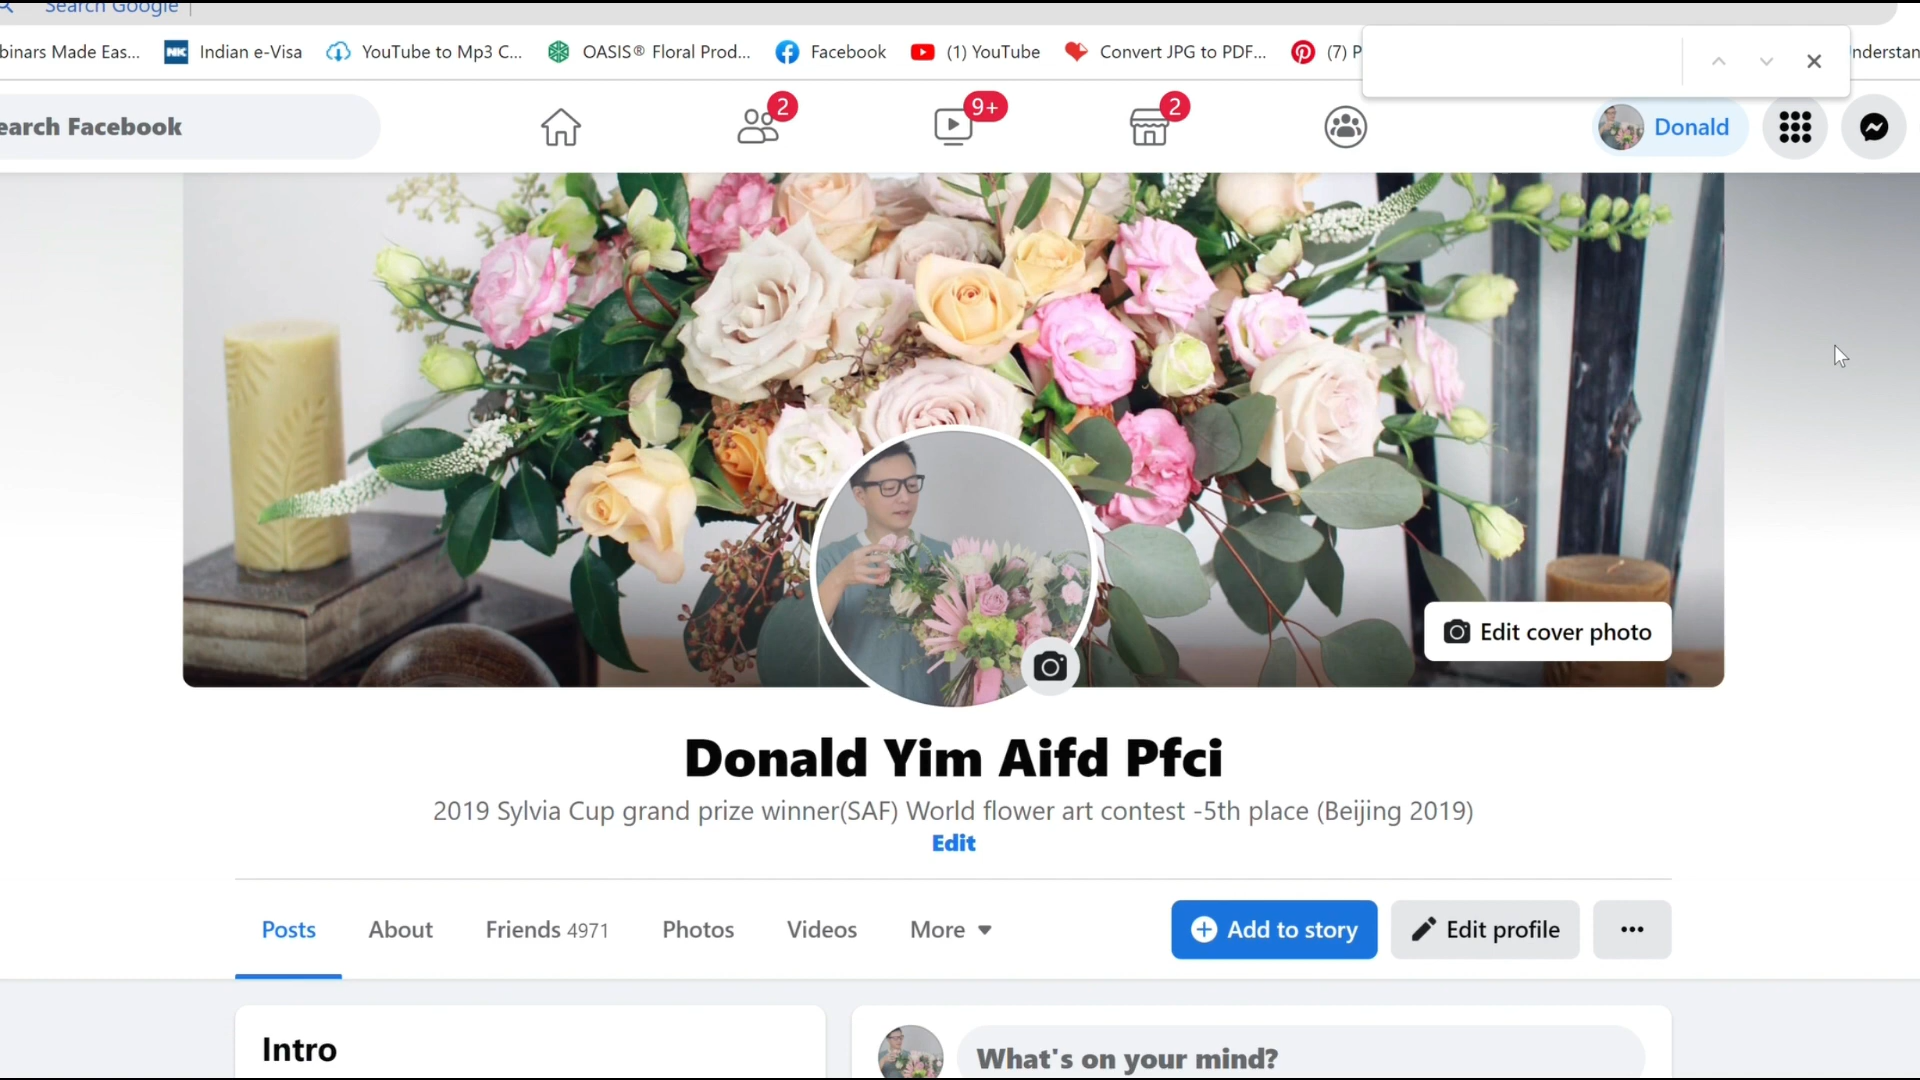 Search Google
binars Made Eas... NK Indian e-Visa YouTube to Mp3 C... OASIS® Floral Prod... Facebook (1) YouTube Convert JPG to PDF... (7) P nderstan
earch Facebook 2 9+ 2 Donald
Edit cover photo
Donald Yim Aifd Pfci
2019 Sylvia Cup grand prize winner(SAF) World flower art contest -5th place (Beijing 2019)
Edit
Posts About Friends 4971 Photos Videos More Add to story Edit profile
Intro
What's on your mind?